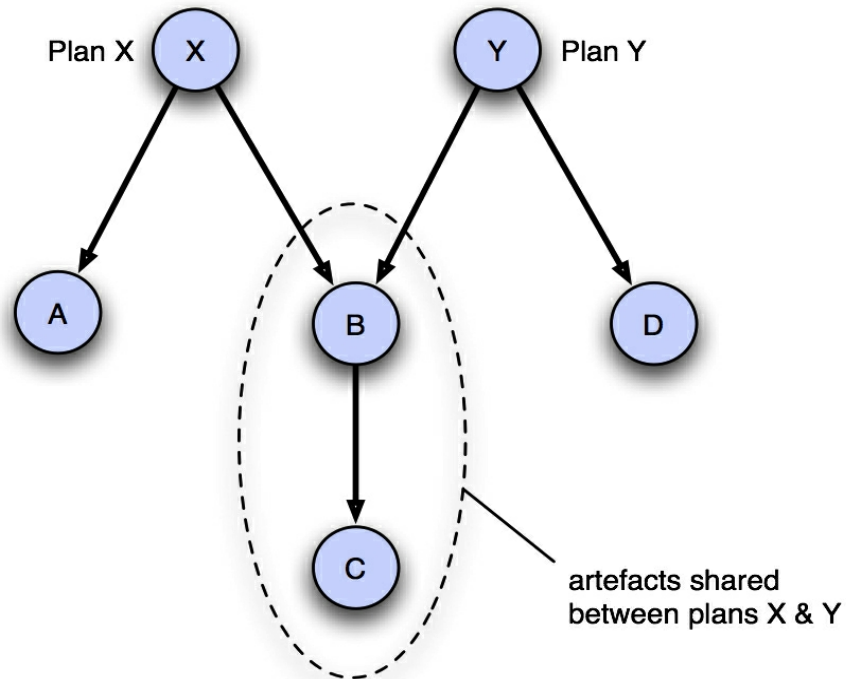 Plan X
X
Y
Plan Y
A
B
D
C
artefacts shared
between plans X & Y